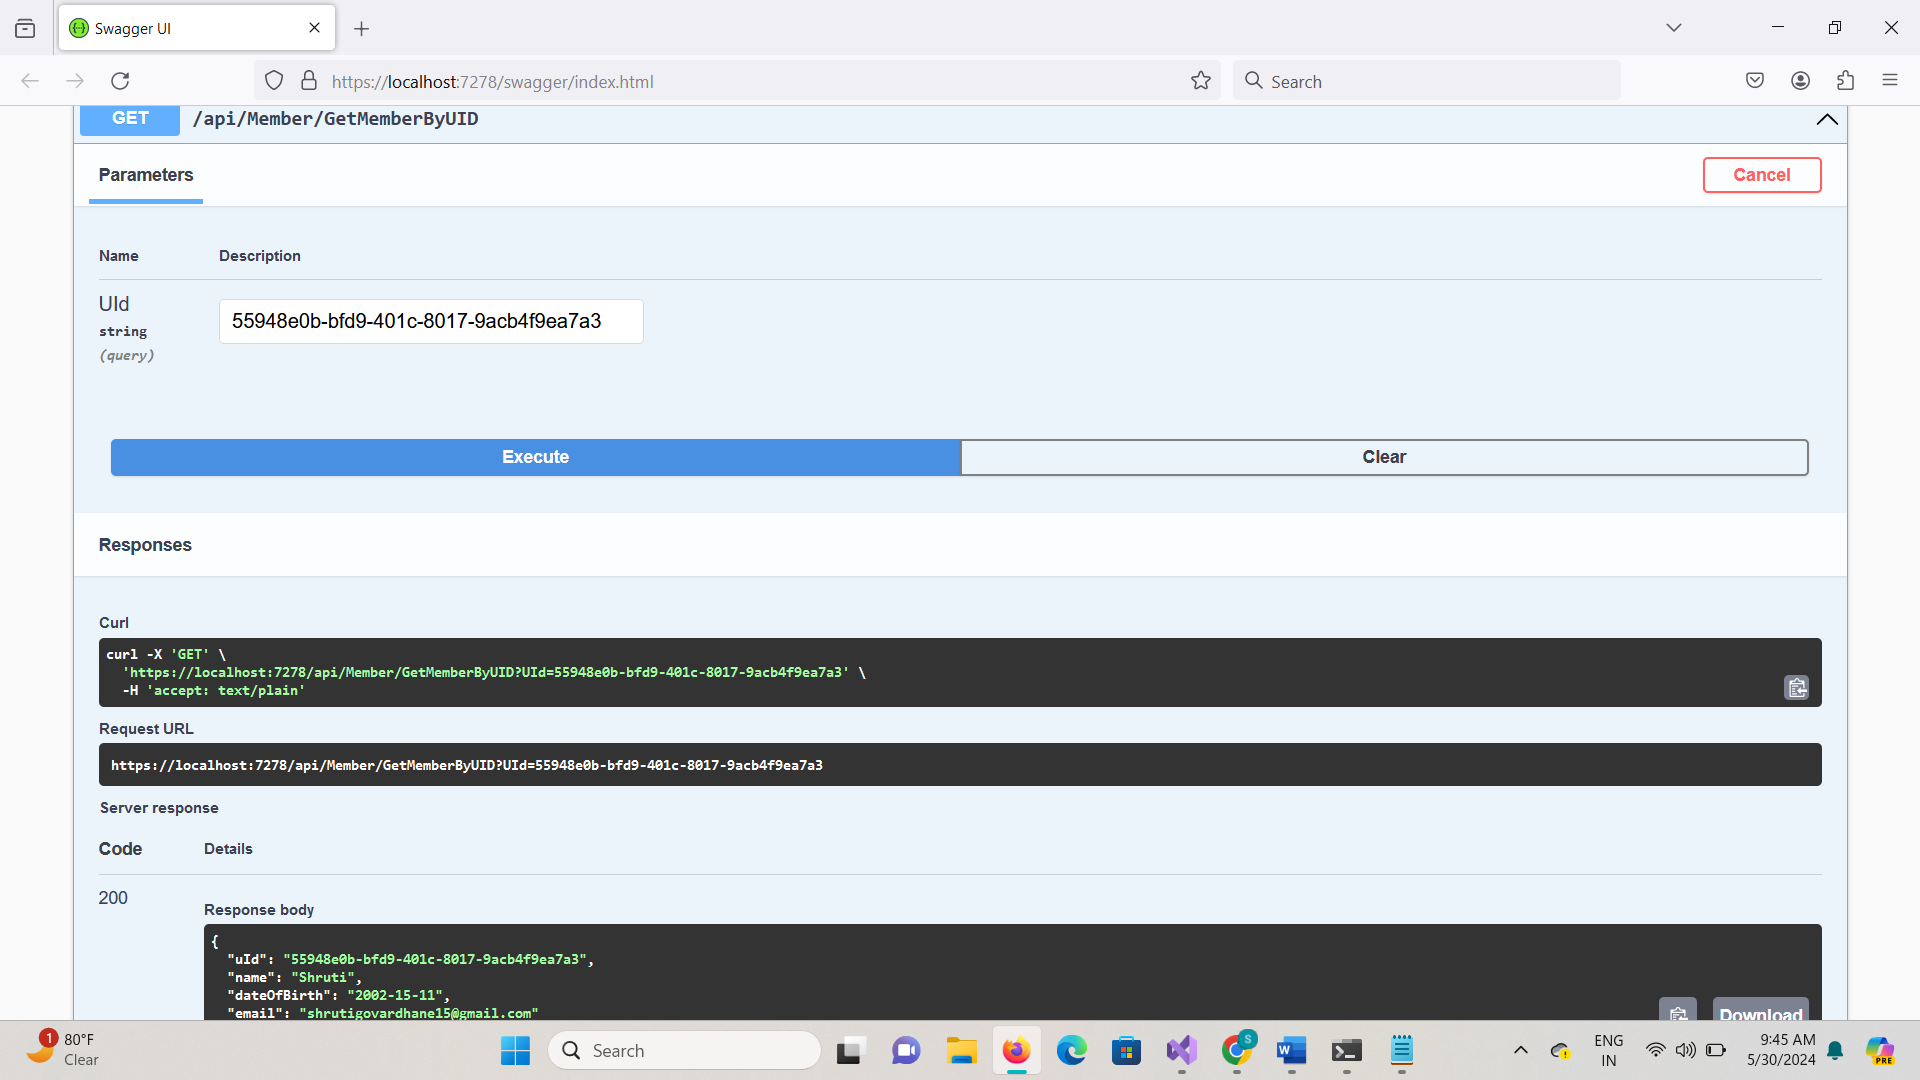 Swagger UI
https://localhost:7278/swagger/index.html
Search
GET /api/Member/GetMemberByUID
Parameters
Cancel
Name Description
UId
string
(query)
55948e0b-bfd9-401c-8017-9acb4f9ea7a3
Execute Clear
Responses
Curl
curl -X 'GET' \
'https://localhost:7278/api/Member/GetMemberByUID?UId=55948e0b-bfd9-401c-8017-9acb4f9ea7a3' \
-H 'accept: text/plain'
Request URL
https://localhost:7278/api/Member/GetMemberByUID?UId=55948e0b-bfd9-401c-8017-9acb4f9ea7a3
Server response
Code Details
200
Response body
{
"uId": "55948e0b-bfd9-401c-8017-9acb4f9ea7a3",
"name": "Shruti",
"dateOfBirth": "2002-15-11",
"email": "shrutigovardhane15@gmail.com"
Download
1
80°F
Clear
Search
S
W
PRE
ENG
IN
9:45 AM
5/30/2024